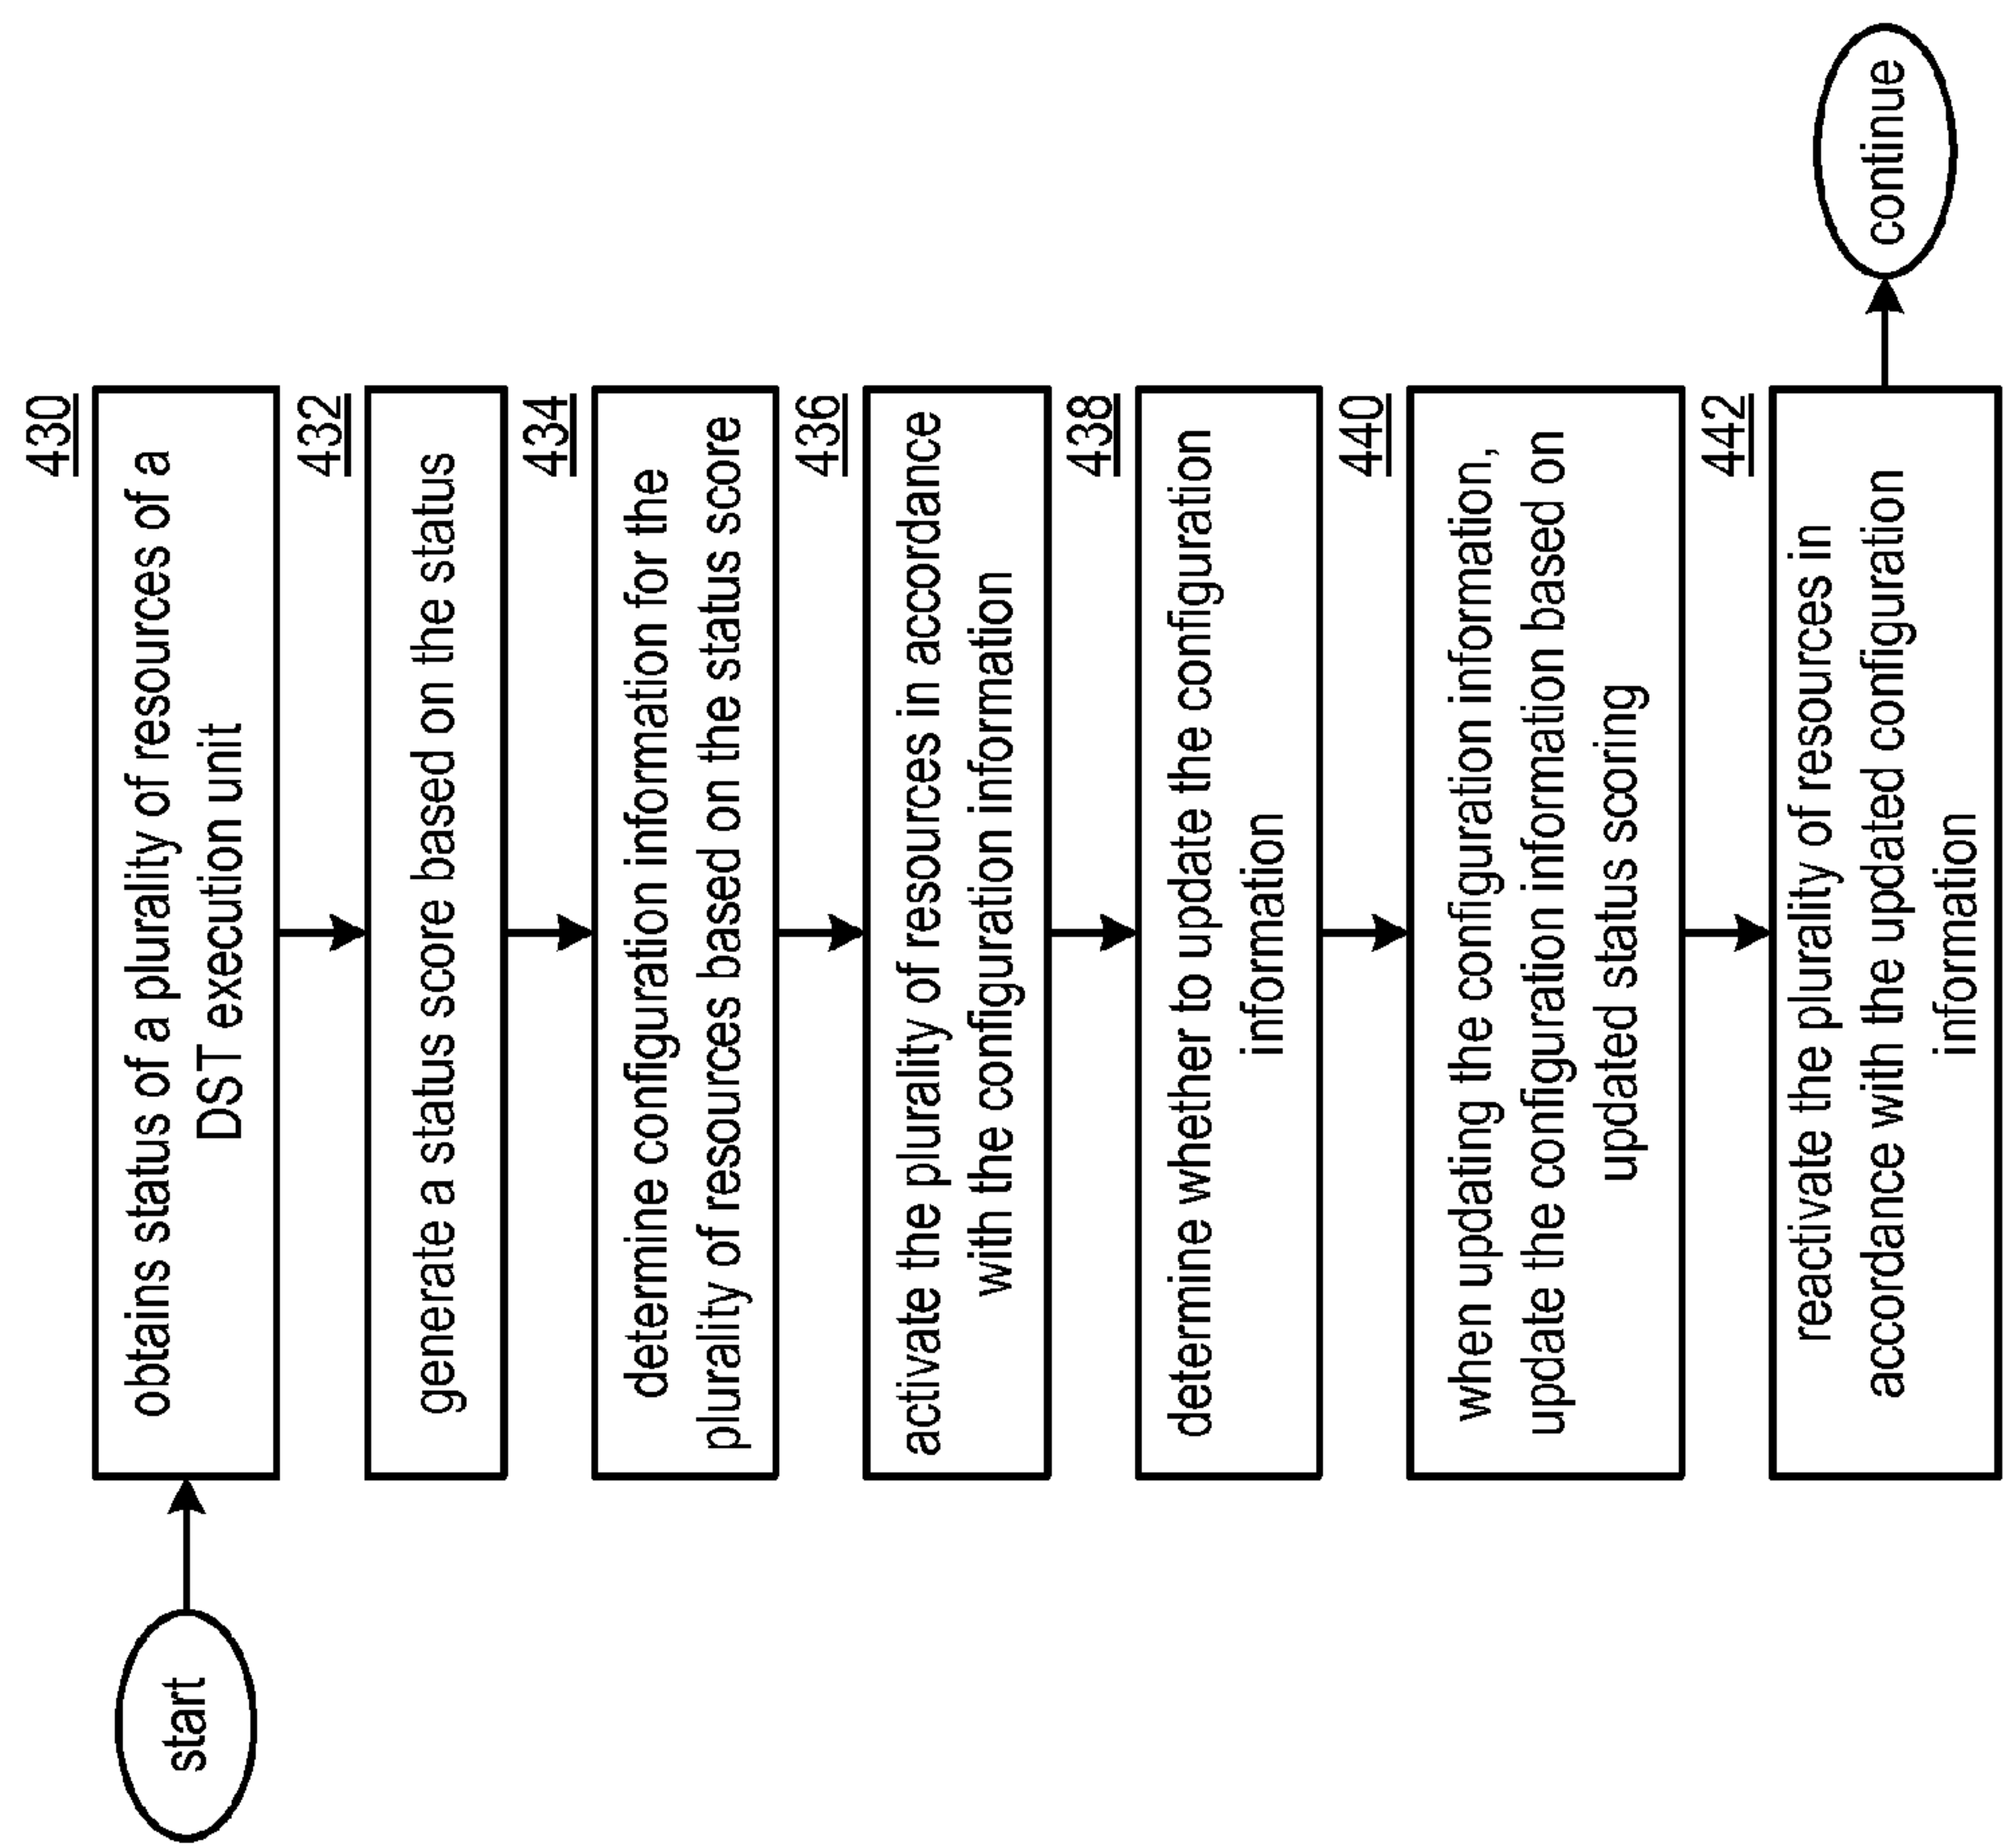 start
430
obtains status of a plurality of resources of a
DST execution unit
432
generate a status score based on the status
434
determine configuration information for the
plurality of resources based on the status score
436
activate the plurality of resources in accordance
with the configuration information
438
determine whether to update the configuration
information
440
when updating the configuration information,
update the configuration information based on
updated status scoring
442
reactivate the plurality of resources in
accordance with the updated configuration
information
continue